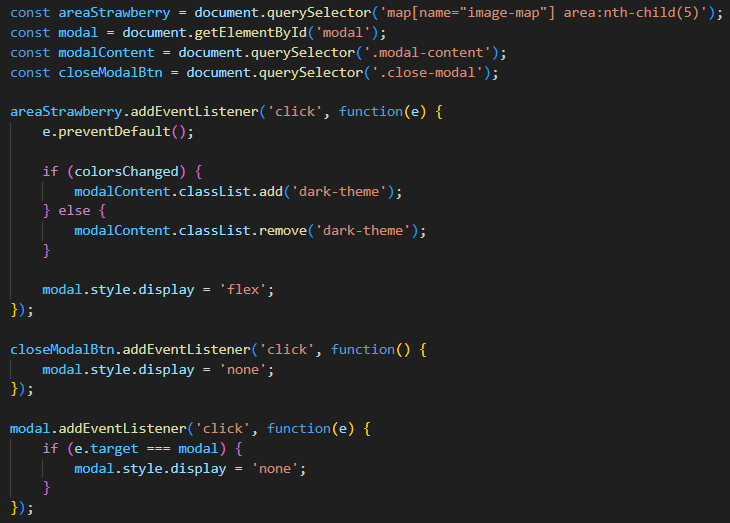 const areaStrawberry = document.querySelector('map[name="image-map"] area:nth-child(5)');
const modal = document.getElementById('modal');
const modalContent = document.querySelector('.modal-content');
const closeModalBtn = document.querySelector('.close-modal');

areaStrawberry.addEventListener('click', function(e) {
    e.preventDefault();

    if (colorsChanged) {
        modalContent.classList.add('dark-theme');
    } else {
        modalContent.classList.remove('dark-theme');
    }

    modal.style.display = 'flex';
});

closeModalBtn.addEventListener('click', function() {
    modal.style.display = 'none';
});

modal.addEventListener('click', function(e) {
    if (e.target === modal) {
        modal.style.display = 'none';
    }
});